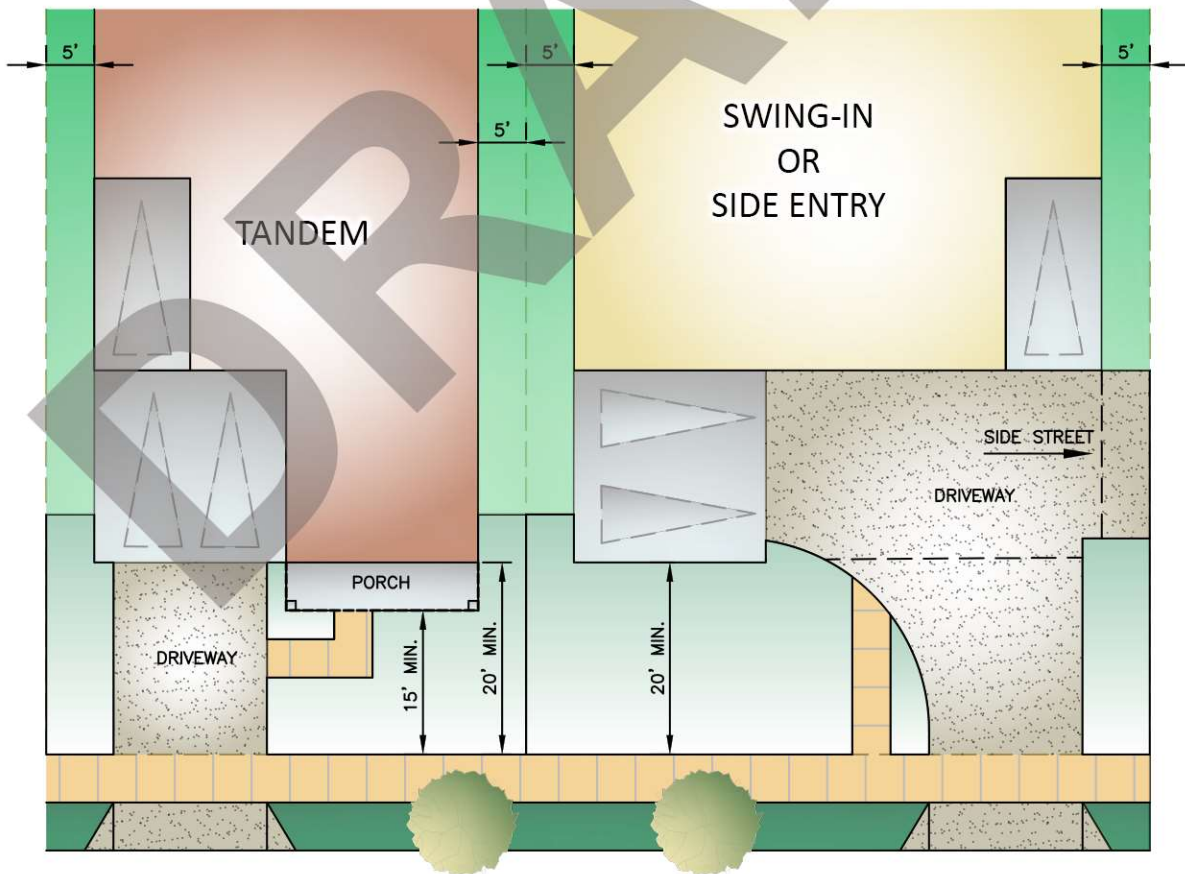 5'
5'
5'
5'
SWING-IN
OR
SIDE ENTRY
TANDEM
SIDE STREET
DRIVEWAY
PORCH
DRIVEWAY
15' MIN.
20' MIN.
20' MIN.